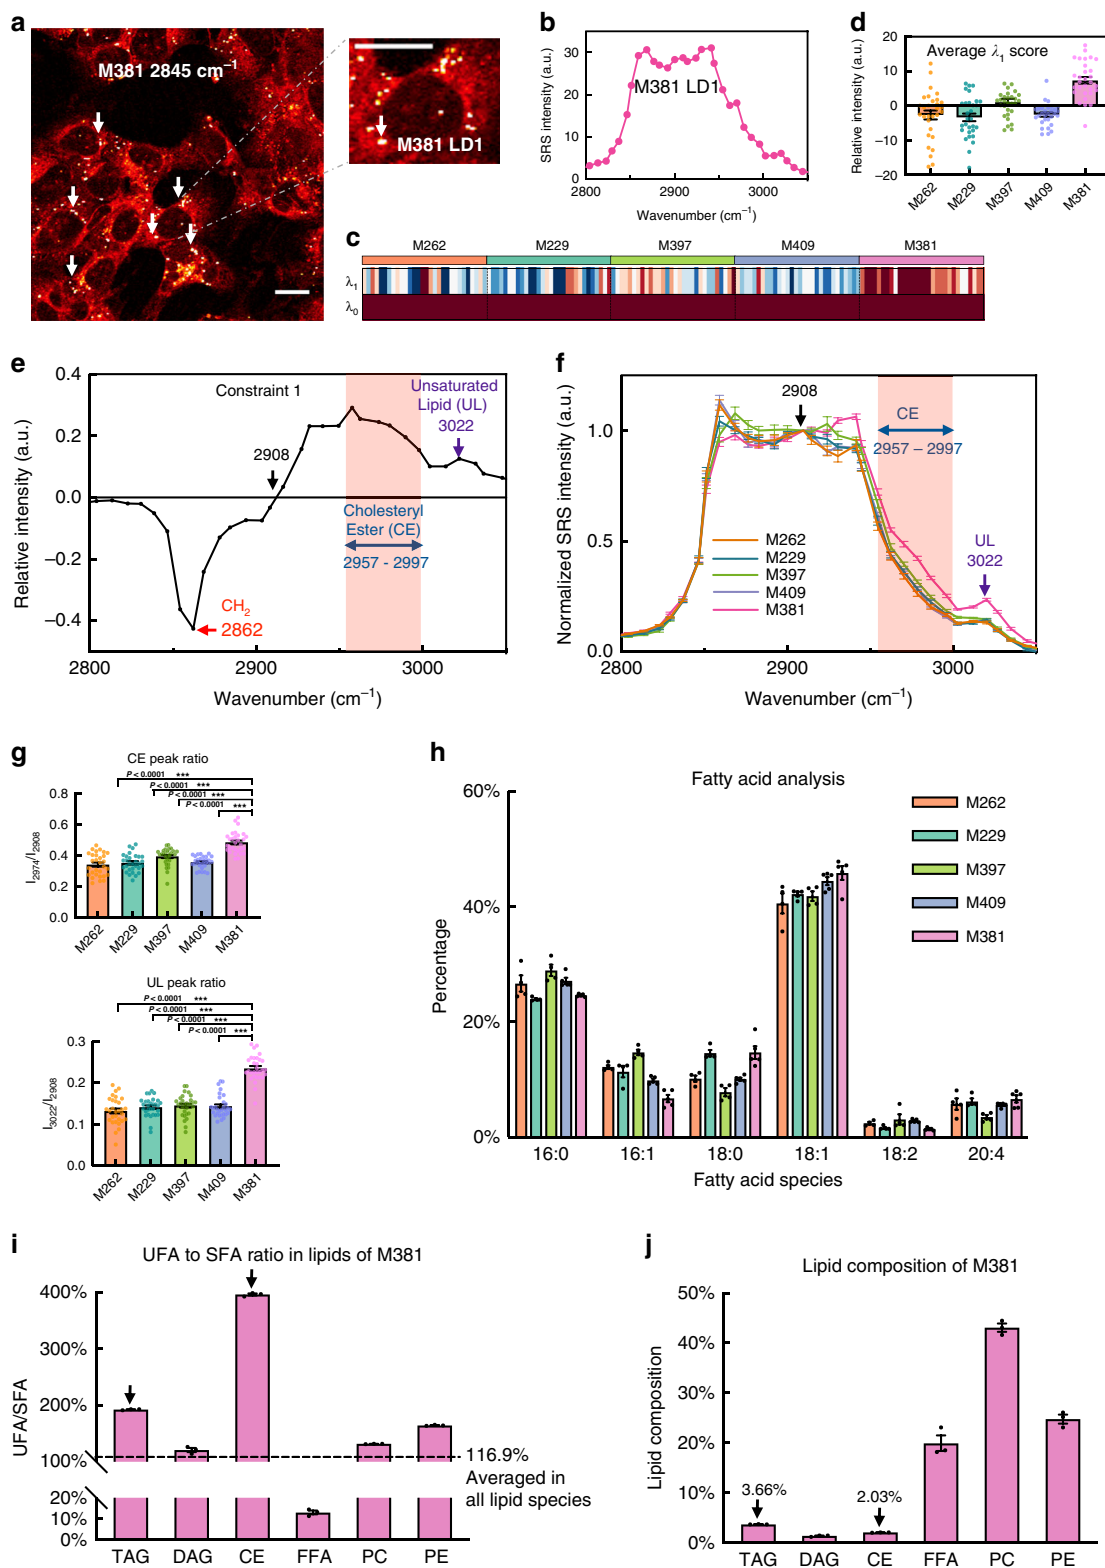 a
M381 2845 cm⁻¹
M381 LD1
b
SRS intensity (a.u.)
30
20
10
0
M381 LD1
2800
2900
3000
Wavenumber (cm⁻¹)
d
Relative intensity (a.u.)
20
10
0
−10
−20
Average λ₁ score
M262
M229
M397
M409
M381
c
M262
M229
M397
M409
M381
λ₁
λ₀
e
Relative intensity (a.u.)
0.4
0.2
0.0
−0.2
−0.4
Constraint 1
Unsaturated
Lipid (UL)
3022
2908
Cholesteryl
Ester (CE)
2957 - 2997
CH₂
2862
2800
2900
3000
Wavenumber (cm⁻¹)
f
Normalized SRS intensity (a.u.)
1.0
0.5
0.0
2908
CE
2957 – 2997
UL
3022
M262
M229
M397
M409
M381
2800
2900
3000
Wavenumber (cm⁻¹)
g
CE peak ratio
P < 0.0001 ***
P < 0.0001 ***
P < 0.0001 ***
P < 0.0001 ***
I₂₉₇₄/I₂₉₀₈
0.8
0.6
0.4
0.2
0.0
M262
M229
M397
M409
M381
UL peak ratio
P < 0.0001 ***
P < 0.0001 ***
P < 0.0001 ***
P < 0.0001 ***
I₃₀₂₂/I₂₉₀₈
0.3
0.2
0.1
0.0
M262
M229
M397
M409
M381
h
Fatty acid analysis
Percentage
60%
40%
20%
0%
M262
M229
M397
M409
M381
16:0
16:1
18:0
18:1
18:2
20:4
Fatty acid species
i
UFA to SFA ratio in lipids of M381
UFA/SFA
400%
300%
200%
100%
20%
10%
0%
116.9%
Averaged in
all lipid species
TAG
DAG
CE
FFA
PC
PE
j
Lipid composition of M381
Lipid composition
50%
40%
30%
20%
10%
0%
3.66%
2.03%
TAG
DAG
CE
FFA
PC
PE